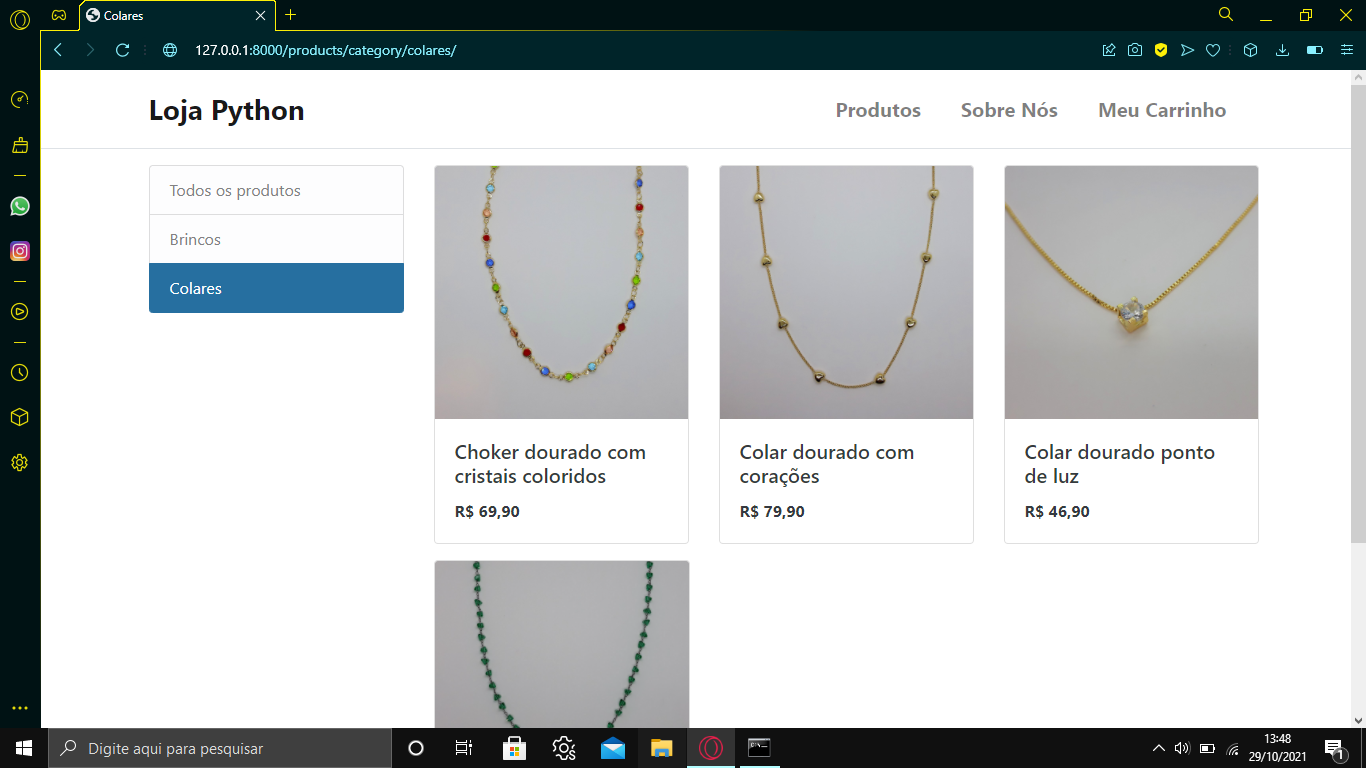 Colares
127.0.0.1:8000/products/category/colares/
Loja Python
Produtos
Sobre Nós
Meu Carrinho
Todos os produtos
Brincos
Colares
Choker dourado com
cristais coloridos
R$ 69,90
Colar dourado com
corações
R$ 79,90
Colar dourado ponto
de luz
R$ 46,90
Digite aqui para pesquisar
13:48
29/10/2021
1